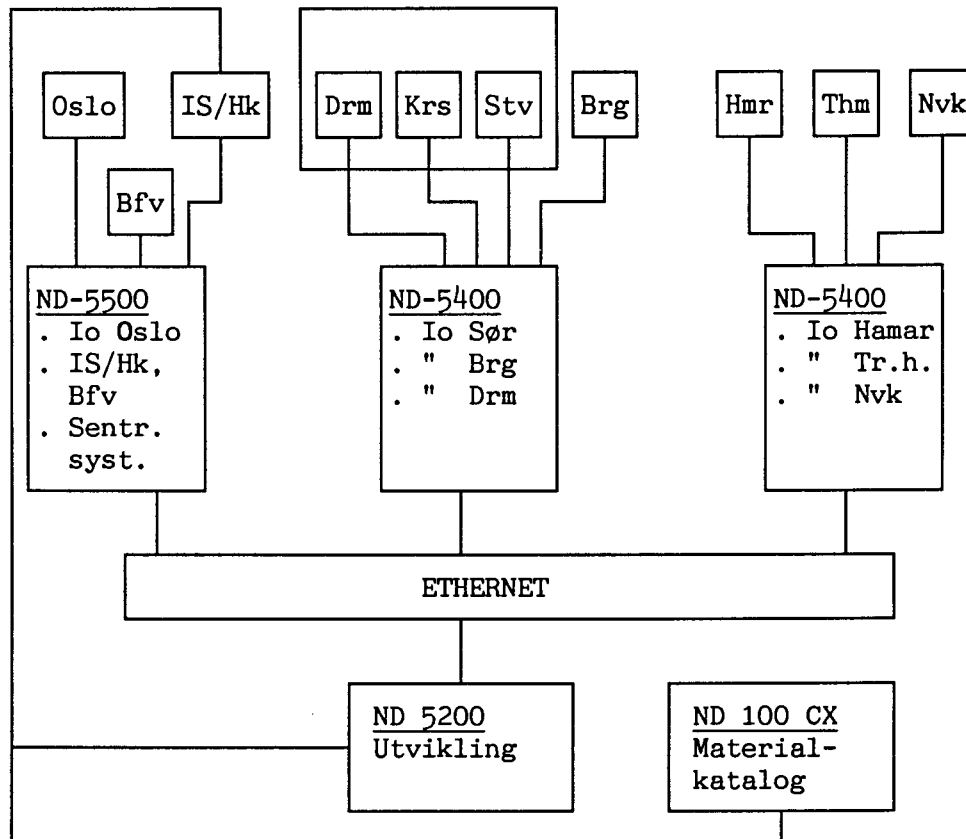 Oslo
IS/Hk
Drm
Krs
Stv
Brg
Hmr
Thm
Nvk
Bfv
ND-5500
. Io Oslo
. IS/Hk,
Bfv
. Sentr.
syst.
ND-5400
. Io Sør
. " Brg
. " Drm
ND-5400
. Io Hamar
. " Tr.h.
. " Nvk
ETHERNET
ND 5200
Utvikling
ND 100 CX
Material-
katalog